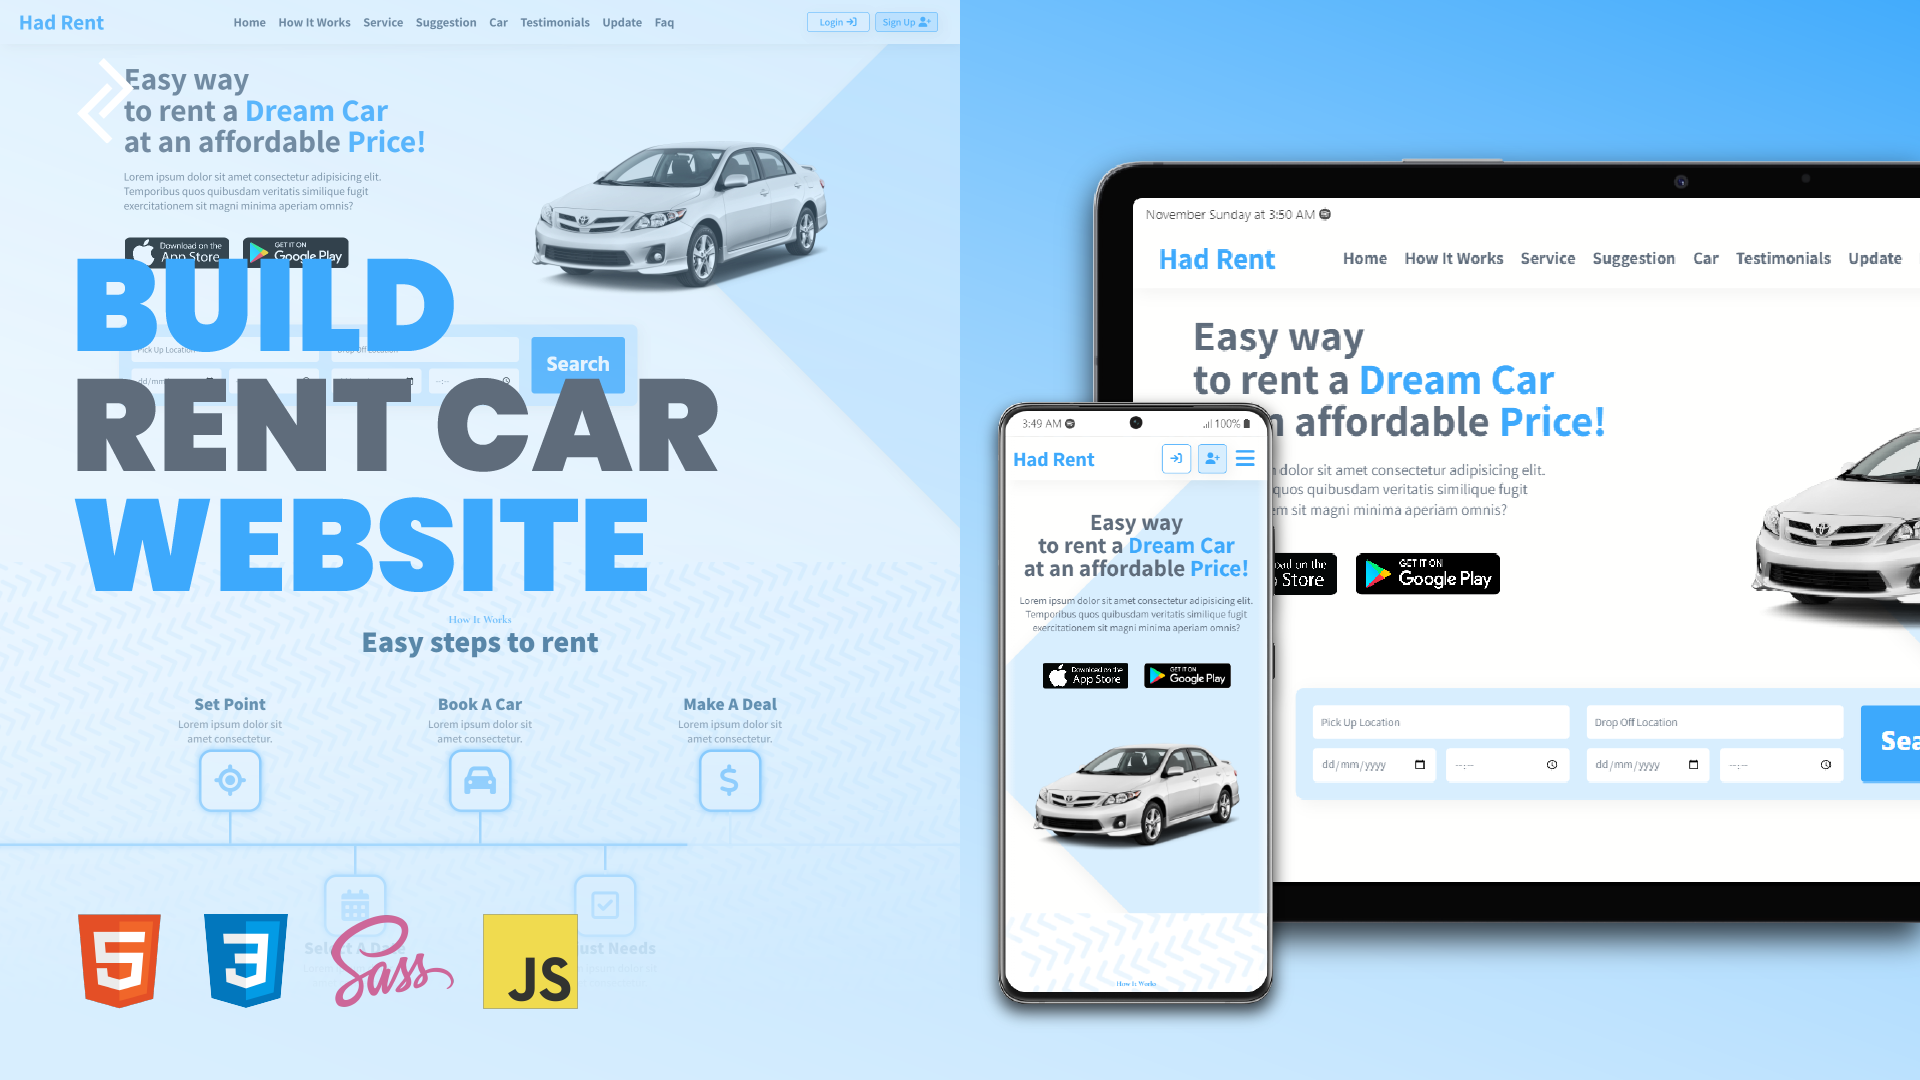 Had Rent
Home How It Works Service Suggestion Car Testimonials Update Faq
Login
Sign Up
Easy way
to rent a Dream Car
at an affordable Price!
Lorem ipsum dolor sit amet consectetur adipisicing elit.
Temporibus quos quibusdam veritatis similique fugit
exercitationem sit magni minima aperiam omnis?
Download on the
App Store
GET IT ON
Google Play
BUILD
RENT CAR
WEBSITE
Pick Up Location
Drop Off Location
Search
How It Works
Easy steps to rent
Set Point
Lorem ipsum dolor sit
amet consectetur.
Book A Car
Lorem ipsum dolor sit
amet consectetur.
Make A Deal
Lorem ipsum dolor sit
amet consectetur.
Needs
5
3
Sass
JS
November Sunday at 3:50 AM
Had Rent
Home How It Works Service Suggestion Car Testimonials Update
Easy way
to rent a Dream Car
n affordable Price!
dolor sit amet consectetur adipisicing elit.
quos quibusdam veritatis similique fugit
sit magni minima aperiam omnis?
on the
Store
GET IT ON
Google Play
Pick Up Location
Drop Off Location
dd/mm/yyyy
--:--
dd/mm/yyyy
--:--
Sea
3:49 AM
100%
Had Rent
Easy way
to rent a Dream Car
at an affordable Price!
Lorem ipsum dolor sit amet consectetur adipisicing elit.
Temporibus quos quibusdam veritatis similique fugit
exercitationem sit magni minima aperiam omnis?
Download on the
App Store
GET IT ON
Google Play
How It Works